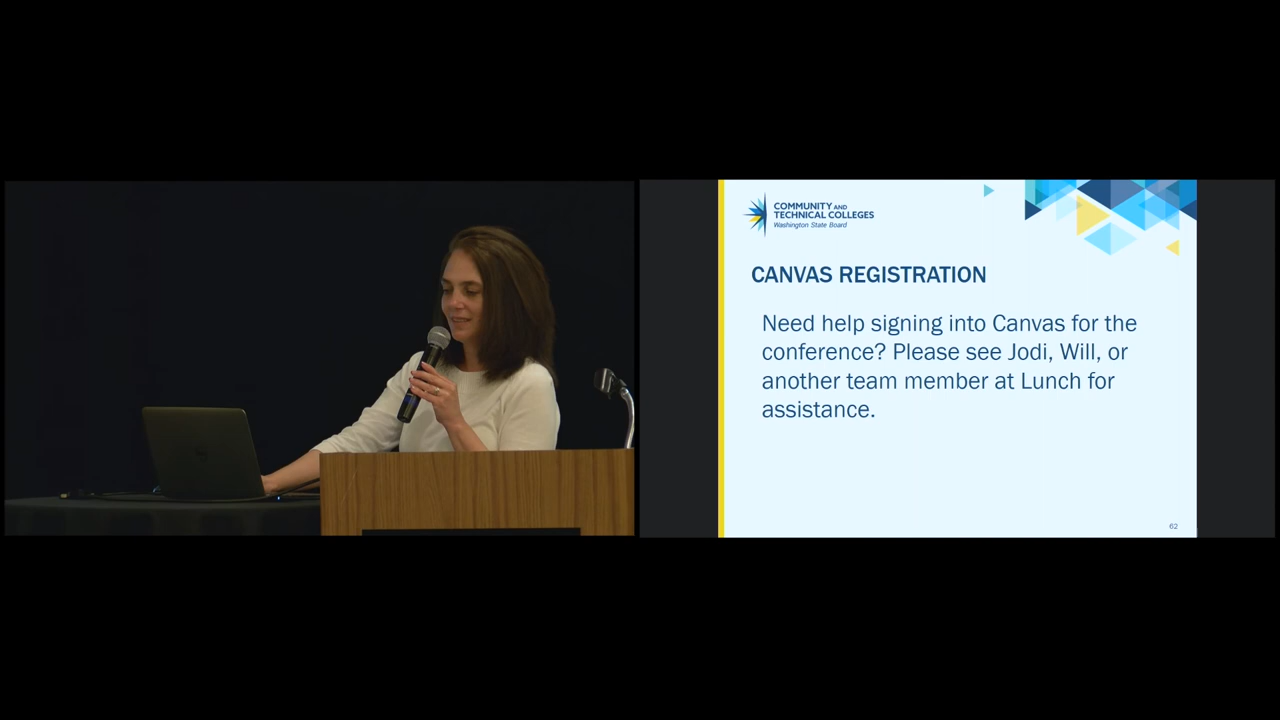 COMMUNITY AND
TECHNICAL COLLEGES
Washington State Board
CANVAS REGISTRATION
Need help signing into Canvas for the
conference? Please see Jodi, Will, or
another team member at Lunch for
assistance.
62